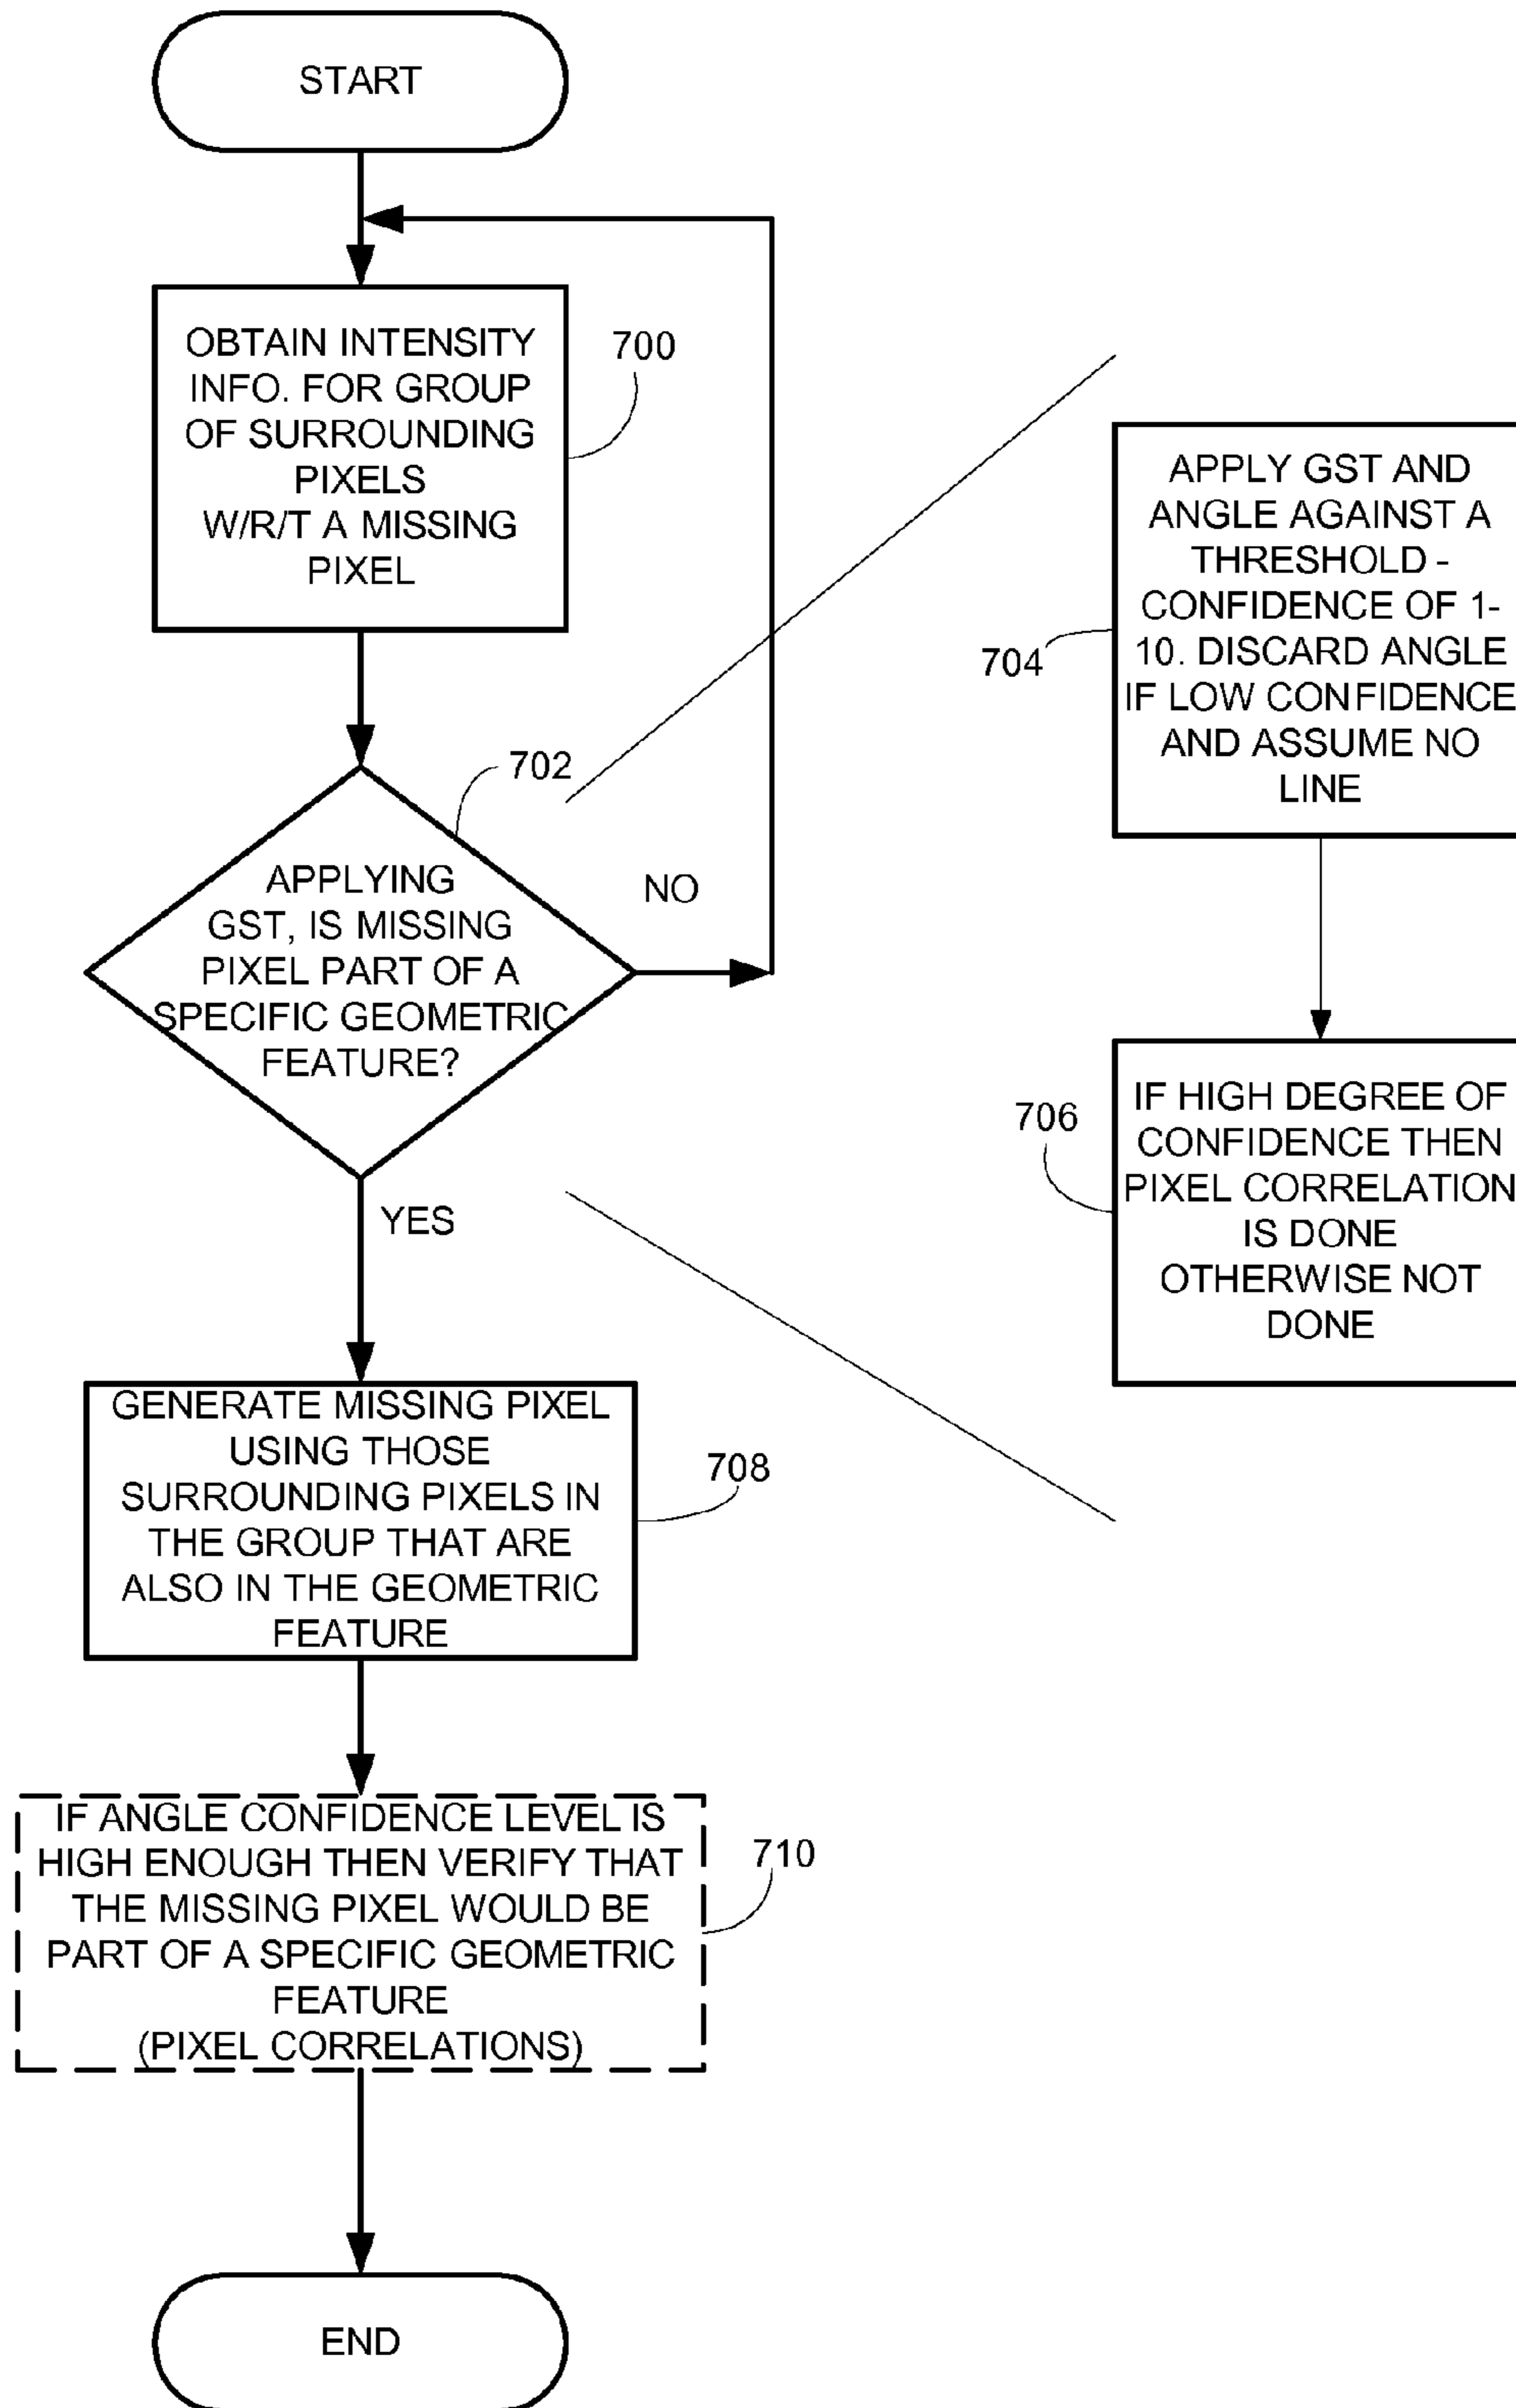 START
OBTAIN INTENSITY
INFO. FOR GROUP
OF SURROUNDING
PIXELS
W/R/T A MISSING
PIXEL
700
702
APPLYING
GST, IS MISSING
PIXEL PART OF A
SPECIFIC GEOMETRIC
FEATURE?
NO
YES
APPLY GST AND
ANGLE AGAINST A
THRESHOLD -
CONFIDENCE OF 1-
10. DISCARD ANGLE
IF LOW CONFIDENCE
AND ASSUME NO
LINE
704
IF HIGH DEGREE OF
CONFIDENCE THEN
PIXEL CORRELATION
IS DONE
OTHERWISE NOT
DONE
706
GENERATE MISSING PIXEL
USING THOSE
SURROUNDING PIXELS IN
THE GROUP THAT ARE
ALSO IN THE GEOMETRIC
FEATURE
708
IF ANGLE CONFIDENCE LEVEL IS
HIGH ENOUGH THEN VERIFY THAT
THE MISSING PIXEL WOULD BE
PART OF A SPECIFIC GEOMETRIC
FEATURE
(PIXEL CORRELATIONS)
710
END